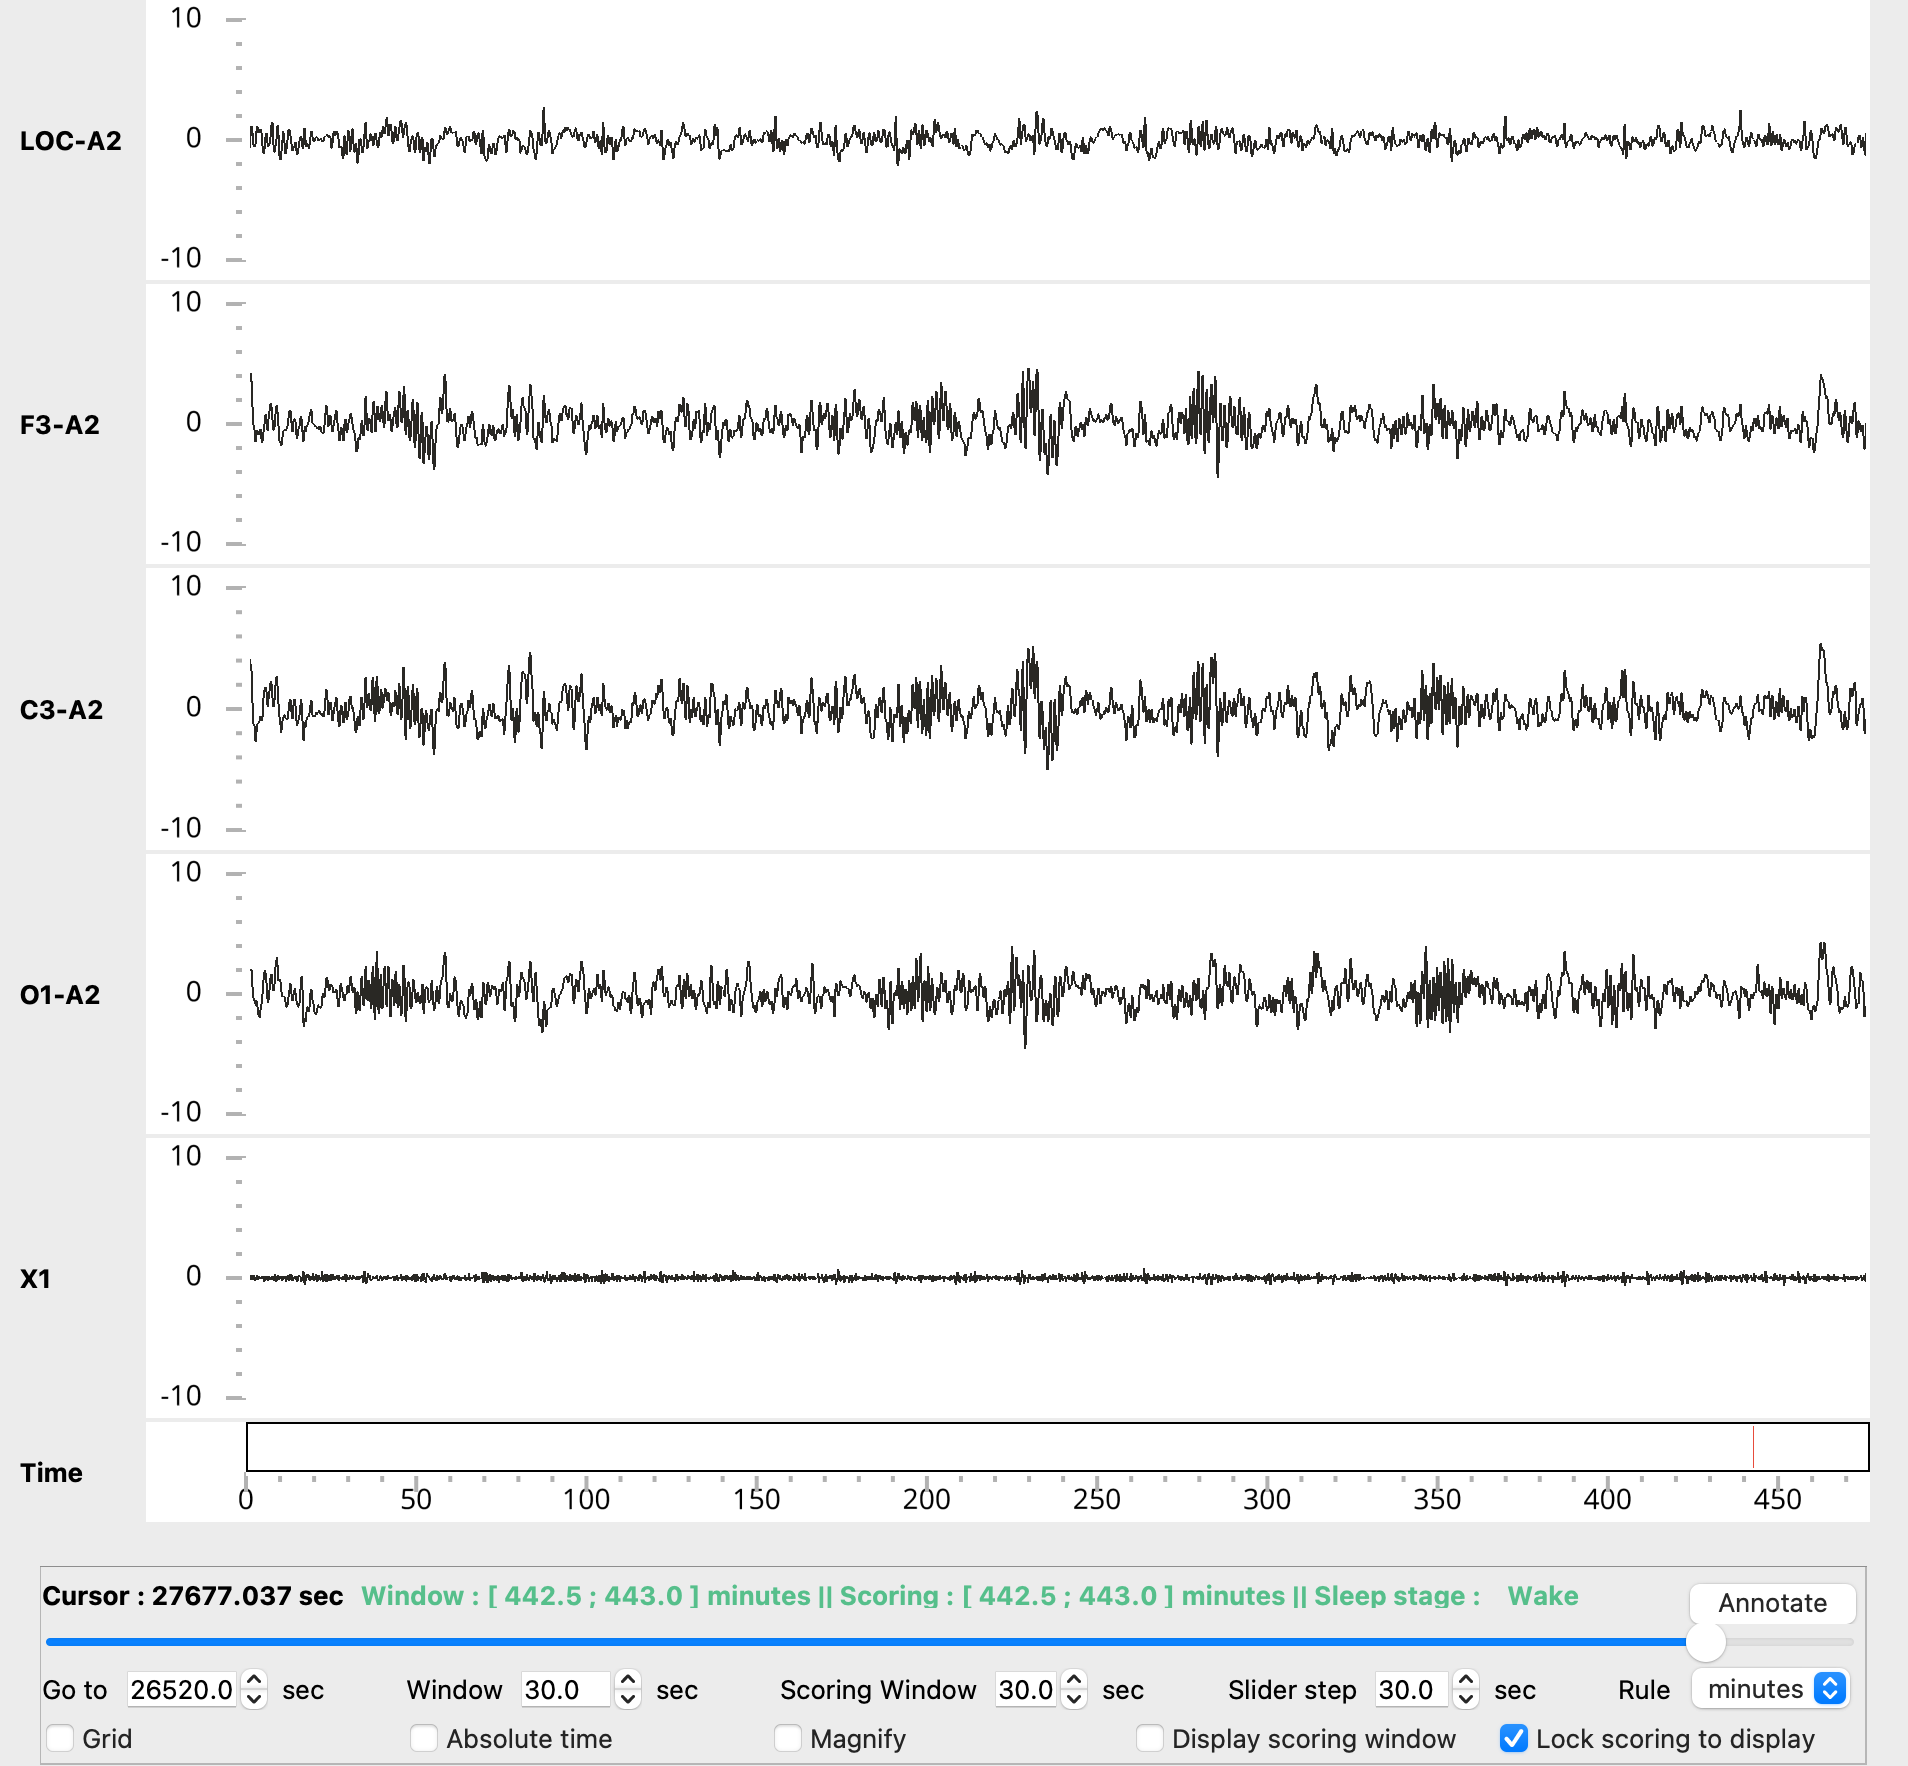 10
LOC-A2 0
-10
10
F3-A2 0
-10
10
C3-A2 0
-10
10
O1-A2 0
-10
10
X1 0
-10
Time
0 50 100 150 200 250 300 350 400 450
Cursor : 27677.037 sec Window : [ 442.5 ; 443.0 ] minutes || Scoring : [ 442.5 ; 443.0 ] minutes || Sleep stage : Wake Annotate
Go to 26520.0 sec Window 30.0 sec Scoring Window 30.0 sec Slider step 30.0 sec Rule minutes
Grid Absolute time Magnify Display scoring window Lock scoring to display